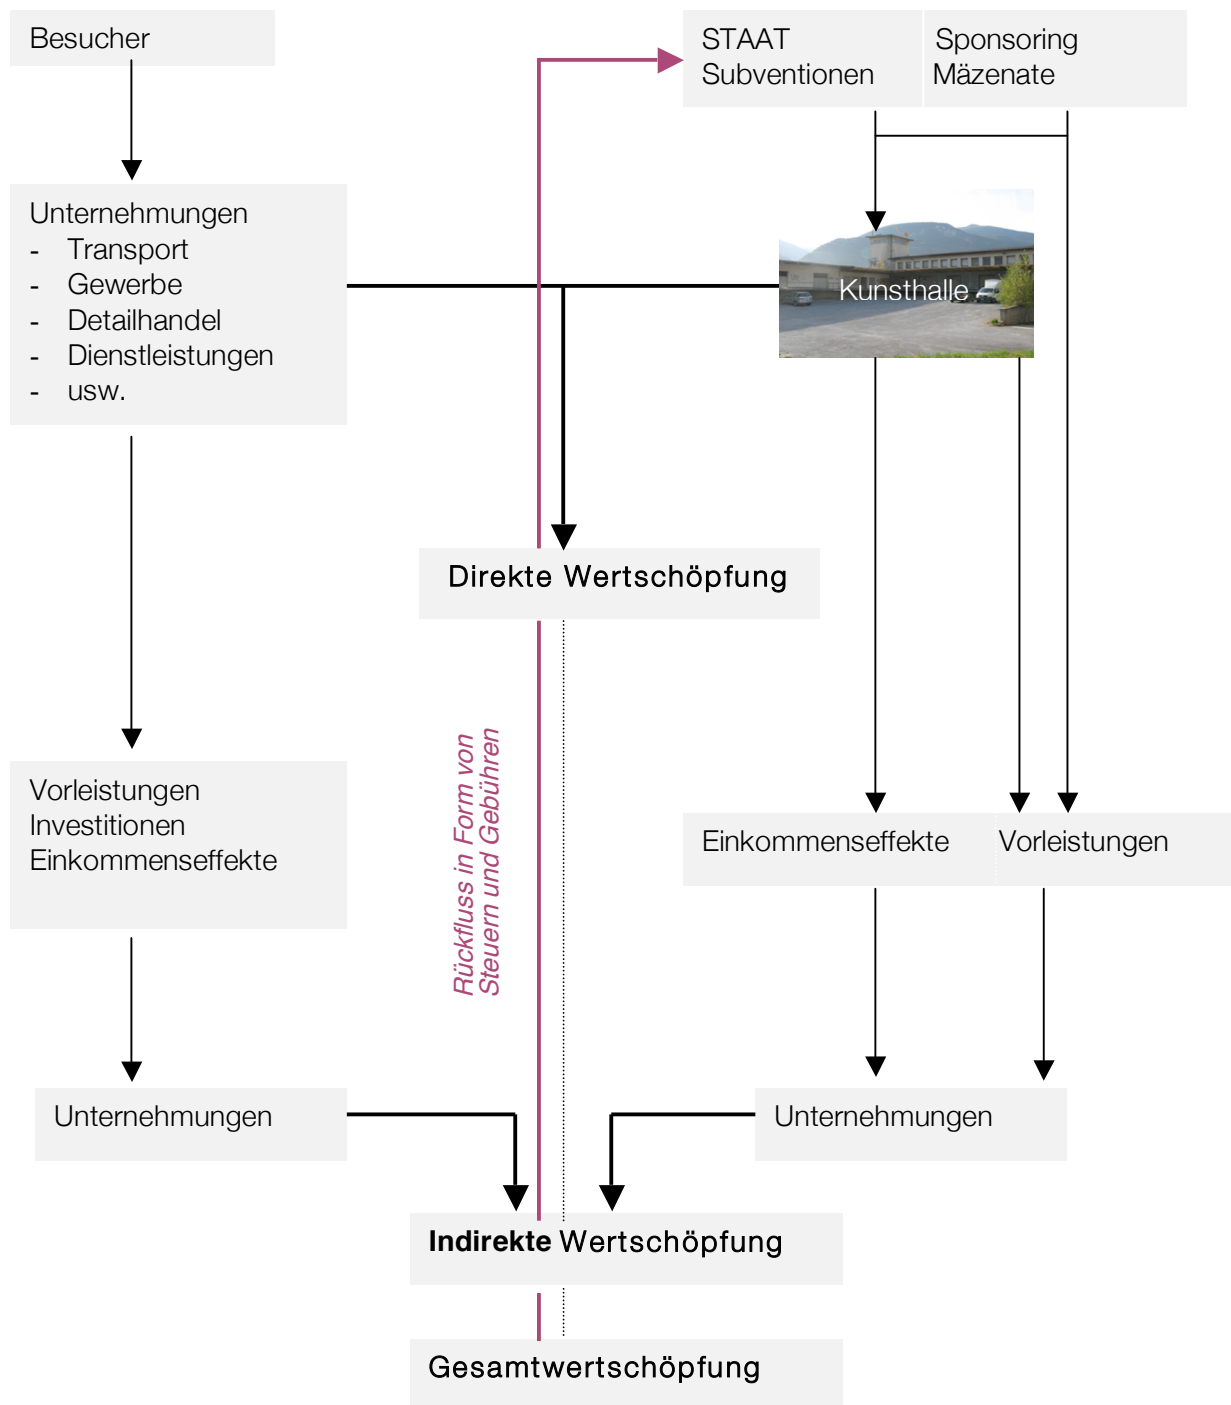 Besucher
STAAT
Subventionen
Sponsoring
Mäzenate
Unternehmungen
- Transport
- Gewerbe
- Detailhandel
- Dienstleistungen
- usw.
Kunsthalle
Direkte Wertschöpfung
Rückfluss in Form von
Steuern und Gebühren
Vorleistungen
Investitionen
Einkommenseffekte
Einkommenseffekte
Vorleistungen
Unternehmungen
Unternehmungen
Indirekte Wertschöpfung
Gesamtwertschöpfung